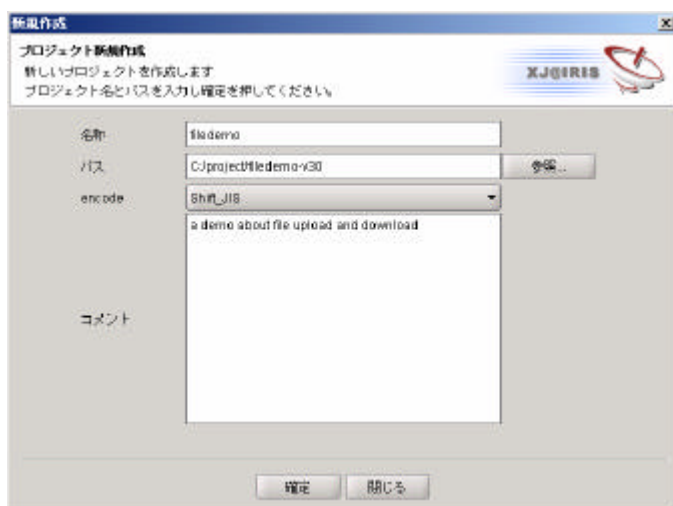 新規作成
プロジェクト新規作成
新しいプロジェクトを作成します
プロジェクト名とパスを入力し確定を押してください。
XJ@IRIS
名称
filedemo
パス
C:/project/filedemo-v30
参照...
encode
Shift_JIS
a demo about file upload and download
コメント
確定
閉じる